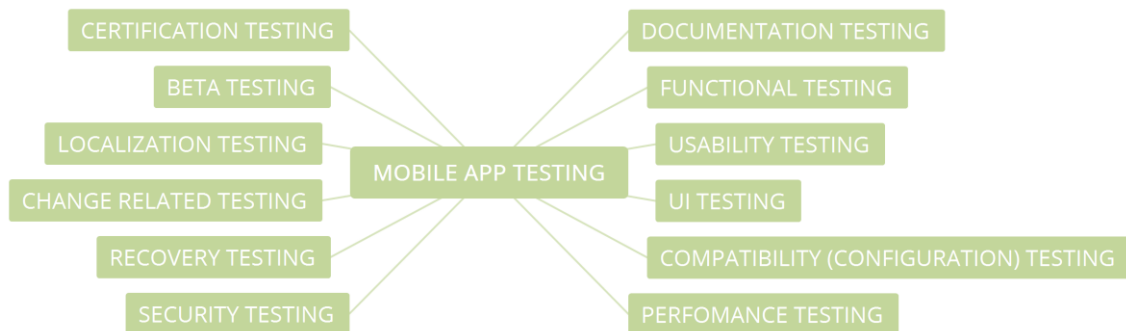 CERTIFICATION TESTING
DOCUMENTATION TESTING
BETA TESTING
FUNCTIONAL TESTING
LOCALIZATION TESTING
USABILITY TESTING
MOBILE APP TESTING
CHANGE RELATED TESTING
UI TESTING
RECOVERY TESTING
COMPATIBILITY (CONFIGURATION) TESTING
SECURITY TESTING
PERFOMANCE TESTING